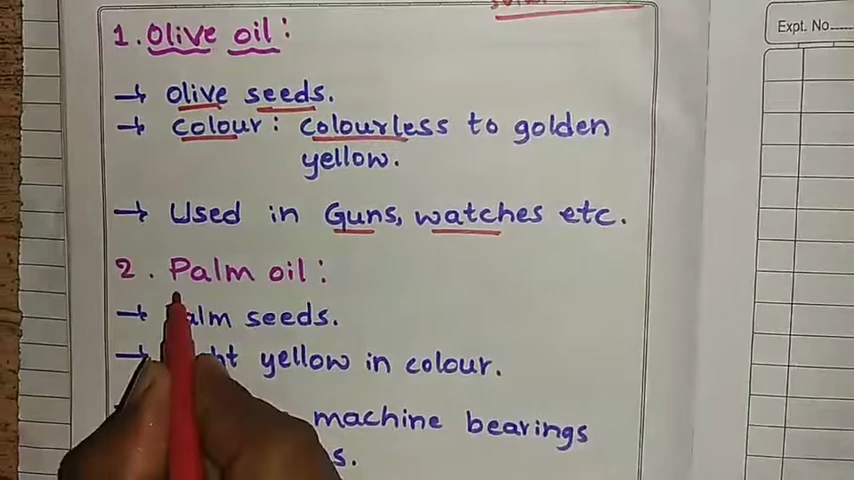 Expt. No
1. Olive oil:
→ olive seeds.
→ colour: colourless to golden
yellow.
→ Used in Guns, watches etc.
2. Palm oil:
→ seeds.
→ yellow in colour.
machine bearings